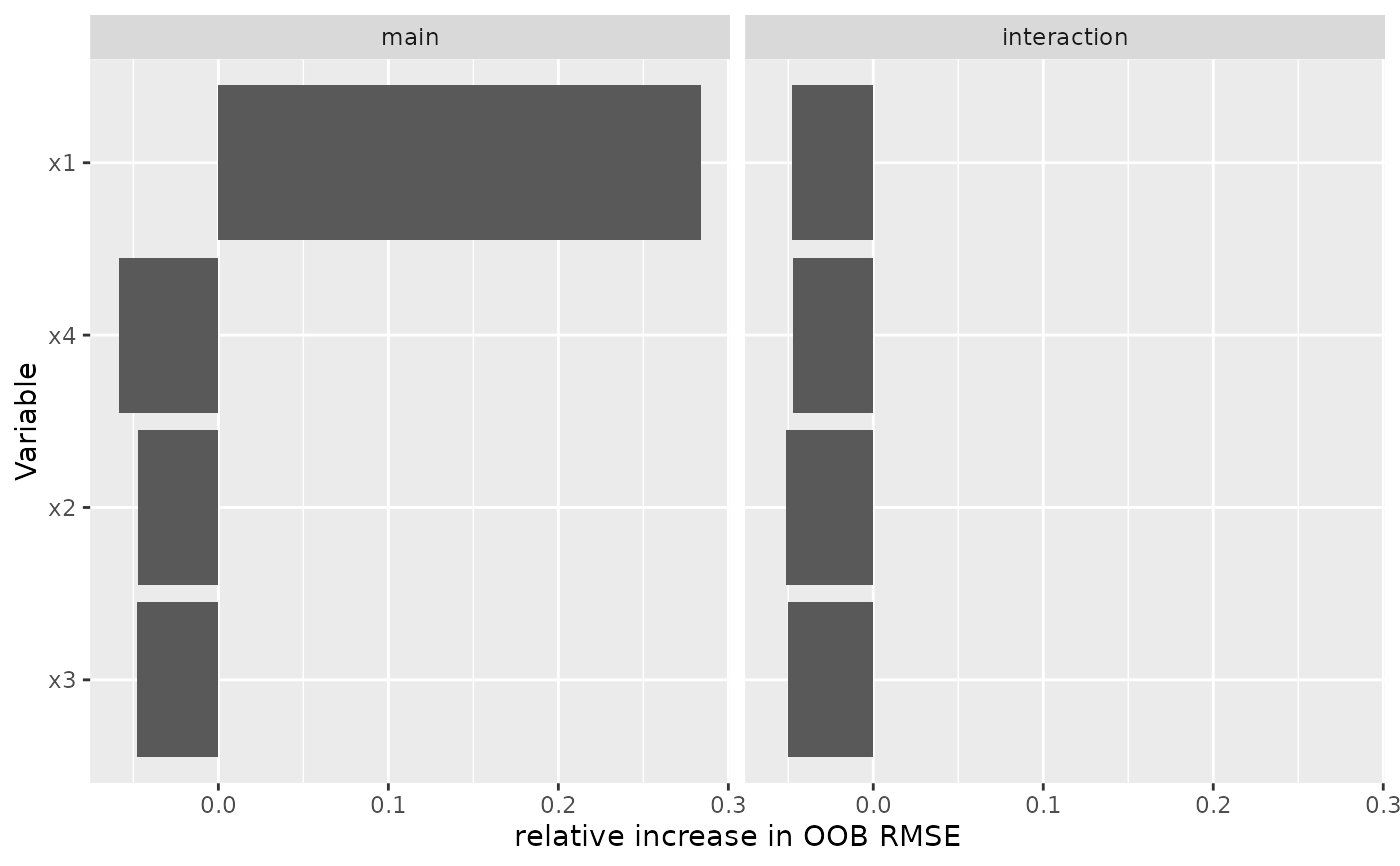 main interaction
Variable
x1
x4
x2
x3
0.0 0.1 0.2 0.3 0.0 0.1 0.2 0.3
relative increase in OOB RMSE